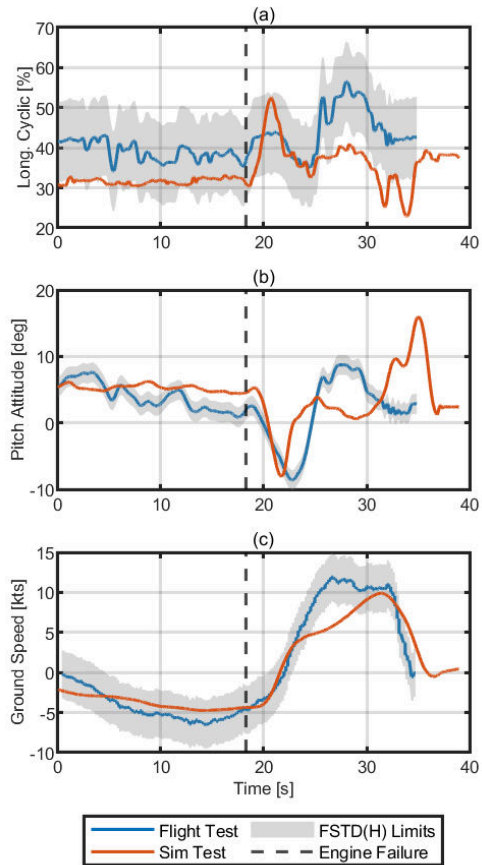 (a)
Long. Cyclic [%]
70
60
50
40
30
20
0
10
20
30
40
(b)
Pitch Attitude [deg]
20
10
0
-10
0
10
20
30
40
(c)
Ground Speed [kts]
15
10
5
0
-5
-10
0
10
20
30
40
Time [s]
Flight Test
FSTD(H) Limits
Sim Test
Engine Failure